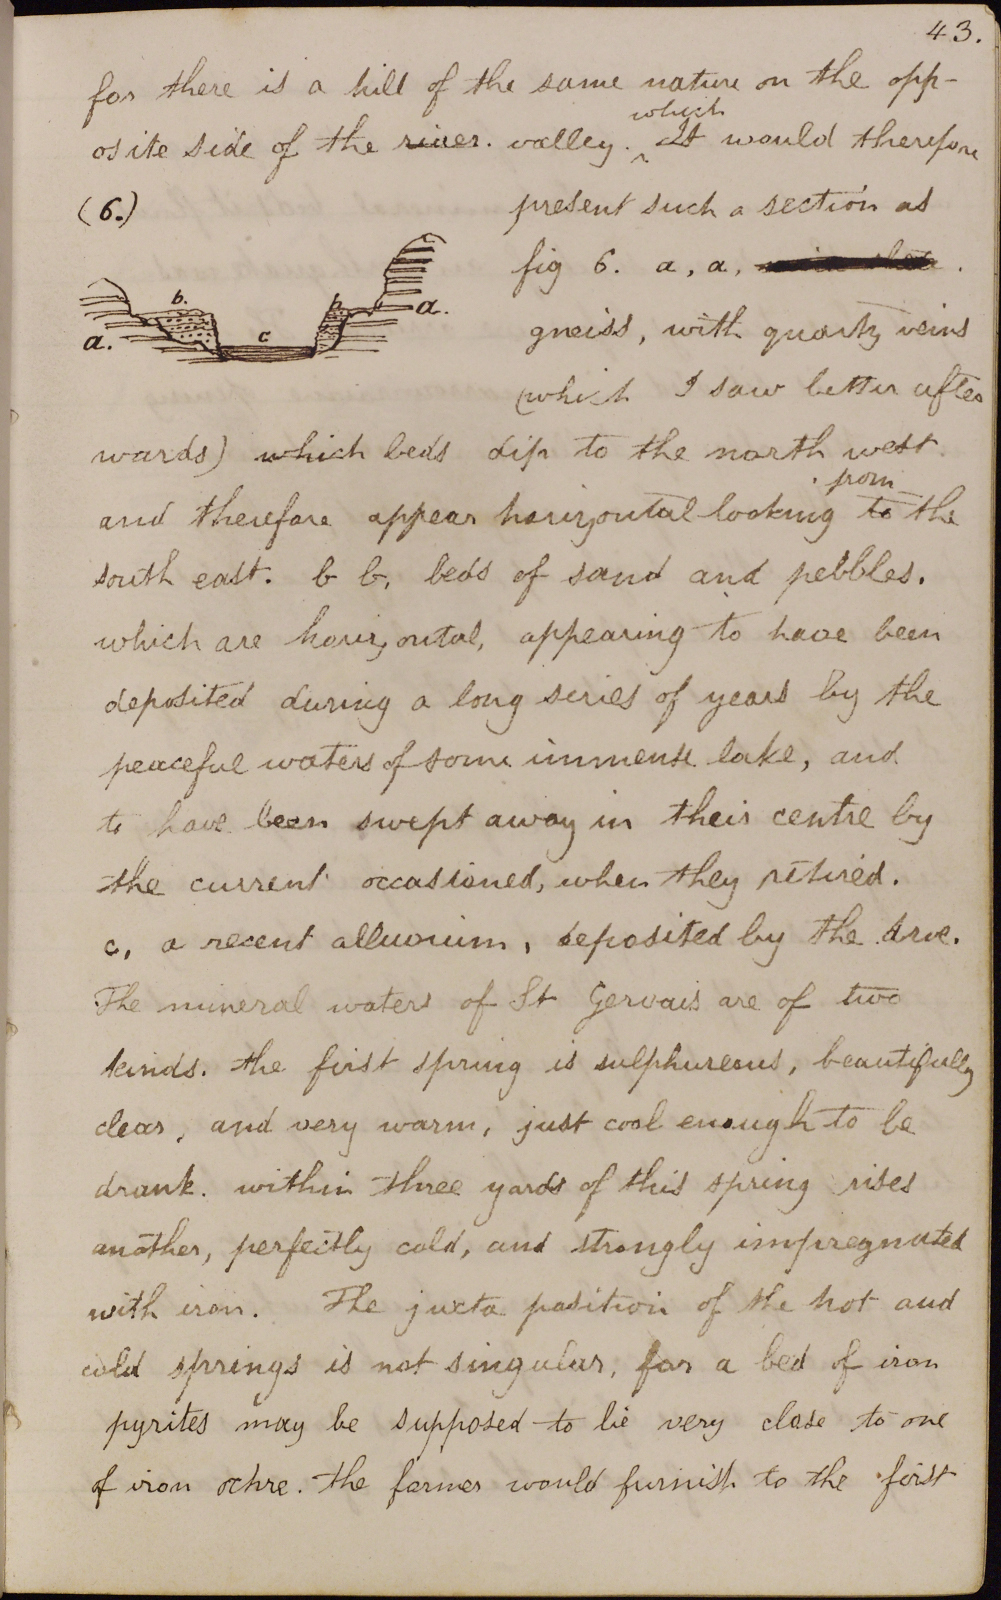 43.
for there is a hill of the same nature on the opp-
osite side of the river. valley. which It would therefore
(6.)
present such a section as
fig 6. a, a,
b.
b
a.
a.
c
gneiss, with quartz veins
(which I saw better after
wards) which beds dip to the north west.
and therefore appear horizontal looking from to the
south east. b b, beds of sand and pebbles.
which are horizontal, appearing to have been
deposited during a long series of years by the
peaceful waters of some immense lake, and
to have been swept away in their centre by
the current occasioned, when they retired.
c, a recent alluvium, deposited by the Arve.
The mineral waters of St Gervais are of two
kinds. the first spring is sulphureous, beautifully
clear, and very warm, just cool enough to be
drank. within three yards of this spring rises
another, perfectly cold, and strongly impregnated
with iron. The juxta position of the hot and
cold springs is not singular, for a bed of iron
pyrites may be supposed to lie very close to one
of iron ochre. the former would furnish to the first